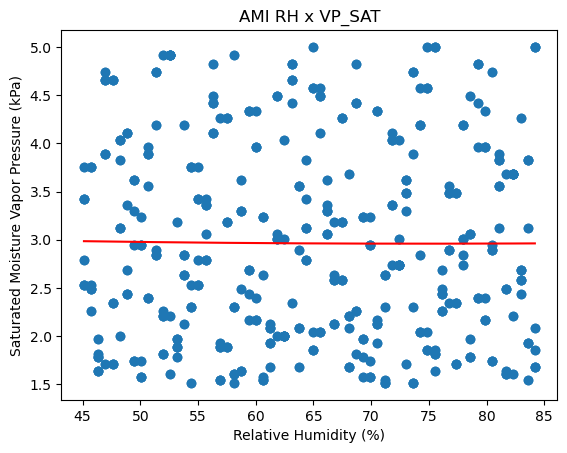 AMI RH x VP_SAT
Saturated Moisture Vapor Pressure (kPa)
5.0
4.5
4.0
3.5
3.0
2.5
2.0
1.5
45 50 55 60 65 70 75 80 85
Relative Humidity (%)